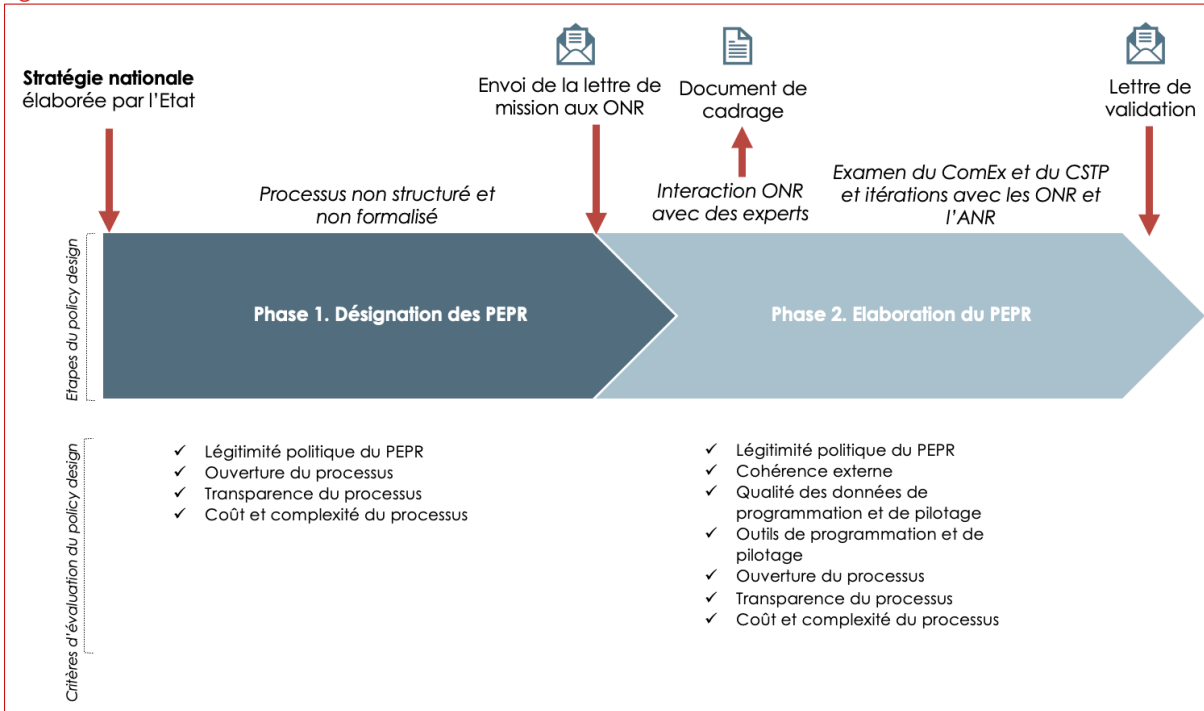 Stratégie nationale
élaborée par l'Etat
Envoi de la lettre de
mission aux ONR
Document de
cadrage
Lettre de
validation
Processus non structuré et
non formalisé
Interaction ONR
avec des experts
Examen du ComEx et du CSTP
et itérations avec les ONR et
l'ANR
Etapes du policy design
Phase 1. Désignation des PEPR
Phase 2. Elaboration du PEPR
Critères d'évaluation du policy design
✓ Légitimité politique du PEPR
✓ Ouverture du processus
✓ Transparence du processus
✓ Coût et complexité du processus
✓ Légitimité politique du PEPR
✓ Cohérence externe
✓ Qualité des données de
programmation et de pilotage
✓ Outils de programmation et de
pilotage
✓ Ouverture du processus
✓ Transparence du processus
✓ Coût et complexité du processus